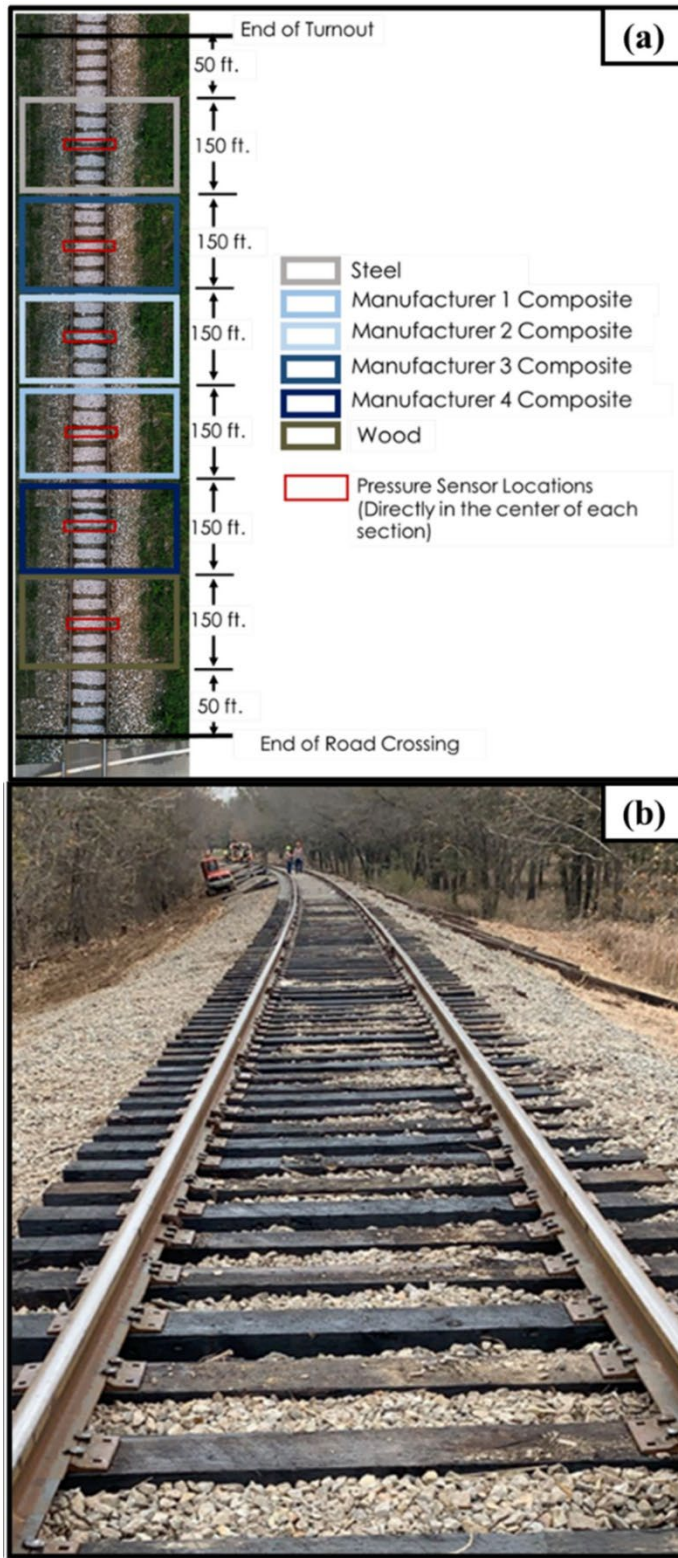 End of Turnout
(a)
50 ft.
150 ft.
150 ft.
150 ft.
150 ft.
150 ft.
150 ft.
50 ft.
Steel
Manufacturer 1 Composite
Manufacturer 2 Composite
Manufacturer 3 Composite
Manufacturer 4 Composite
Wood
Pressure Sensor Locations
(Directly in the center of each
section)
End of Road Crossing
(b)